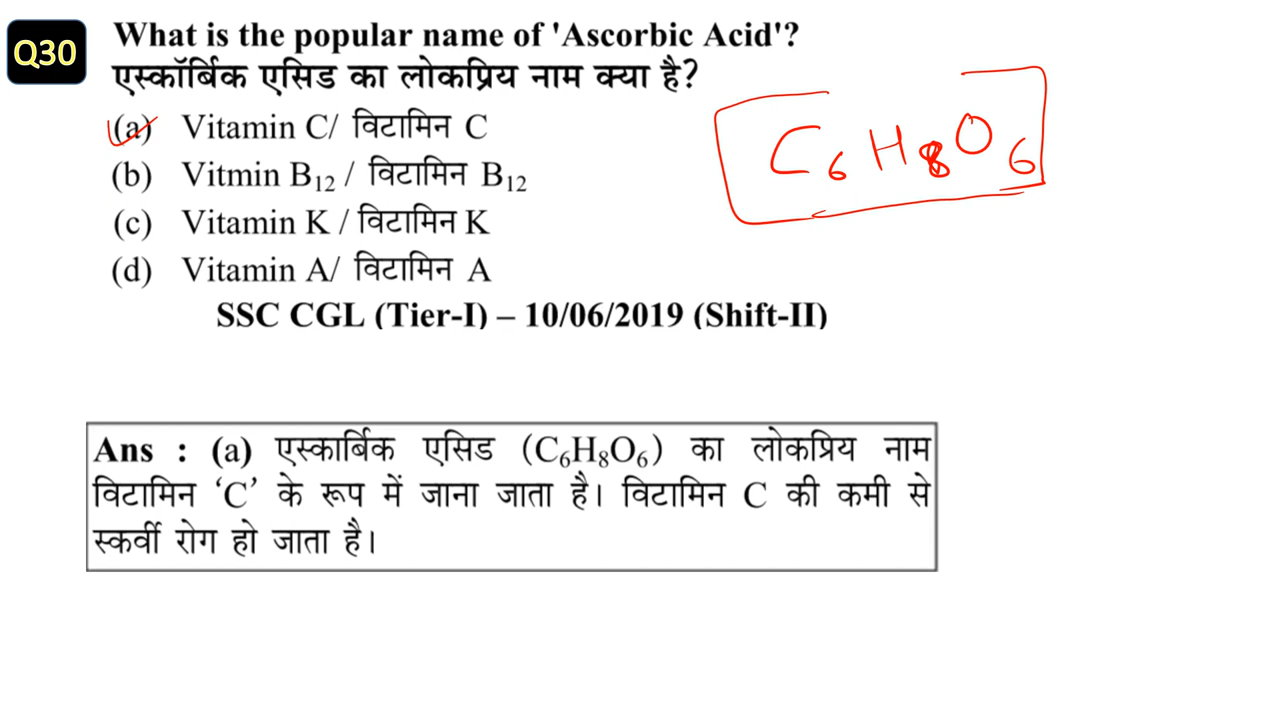 Q30
What is the popular name of 'Ascorbic Acid'?
एस्कॉर्बिक एसिड का लोकप्रिय नाम क्या है?
(a) Vitamin C/ विटामिन C
C₆H₈O₆
(b) Vitmin B₁₂ / विटामिन B₁₂
(c) Vitamin K / विटामिन K
(d) Vitamin A/ विटामिन A
SSC CGL (Tier-I) – 10/06/2019 (Shift-II)
Ans : (a) एस्कार्बिक एसिड (C₆H₈O₆) का लोकप्रिय नाम
विटामिन ‘C’ के रूप में जाना जाता है। विटामिन C की कमी से
स्कर्वी रोग हो जाता है।